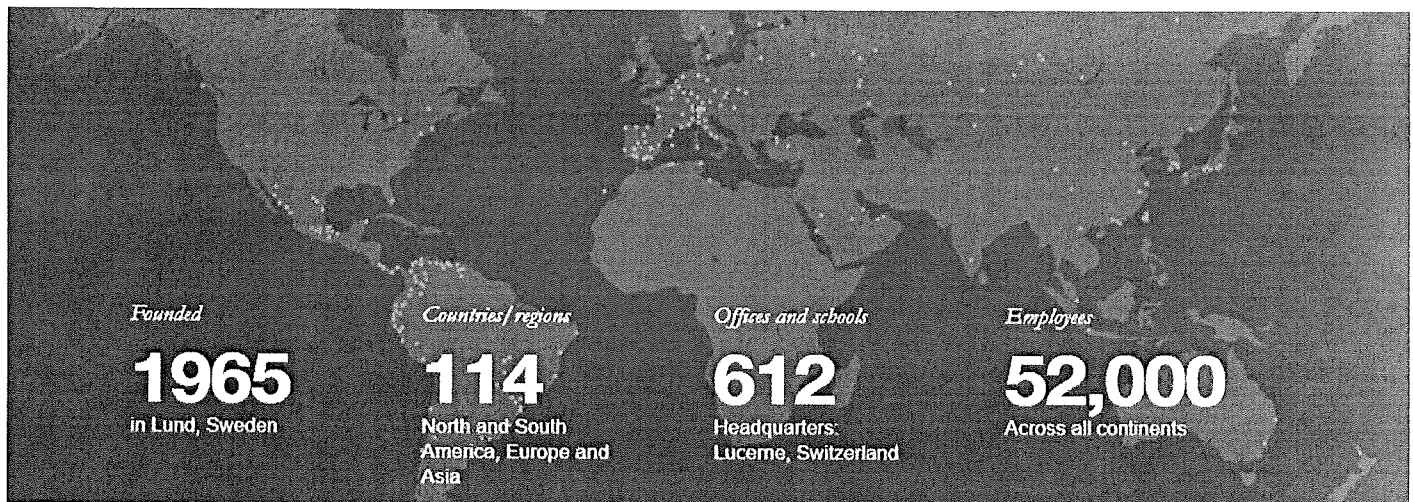 Founded
1965
in Lund, Sweden
Countries/regions
114
North and South
America, Europe and
Asia
Offices and schools
612
Headquarters:
Lucerne, Switzerland
Employees
52,000
Across all continents